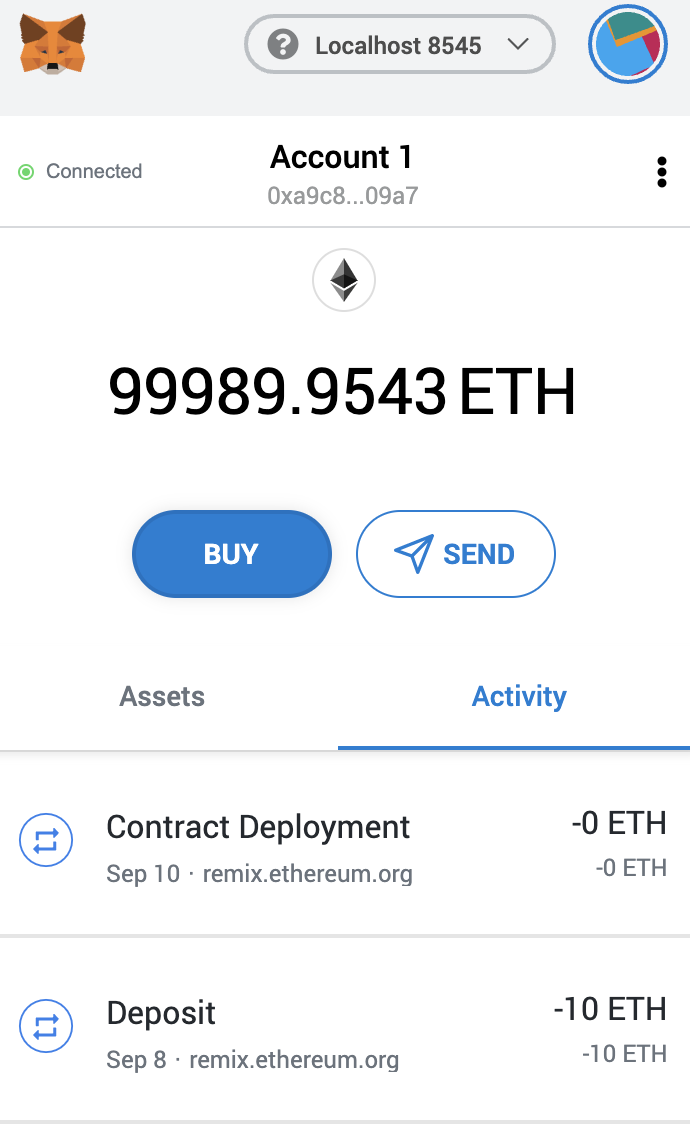 Localhost 8545
Connected
Account 1
0xa9c8...09a7
99989.9543 ETH
BUY
SEND
Assets
Activity
Contract Deployment
-0 ETH
Sep 10 · remix.ethereum.org
-0 ETH
Deposit
-10 ETH
Sep 8 · remix.ethereum.org
-10 ETH